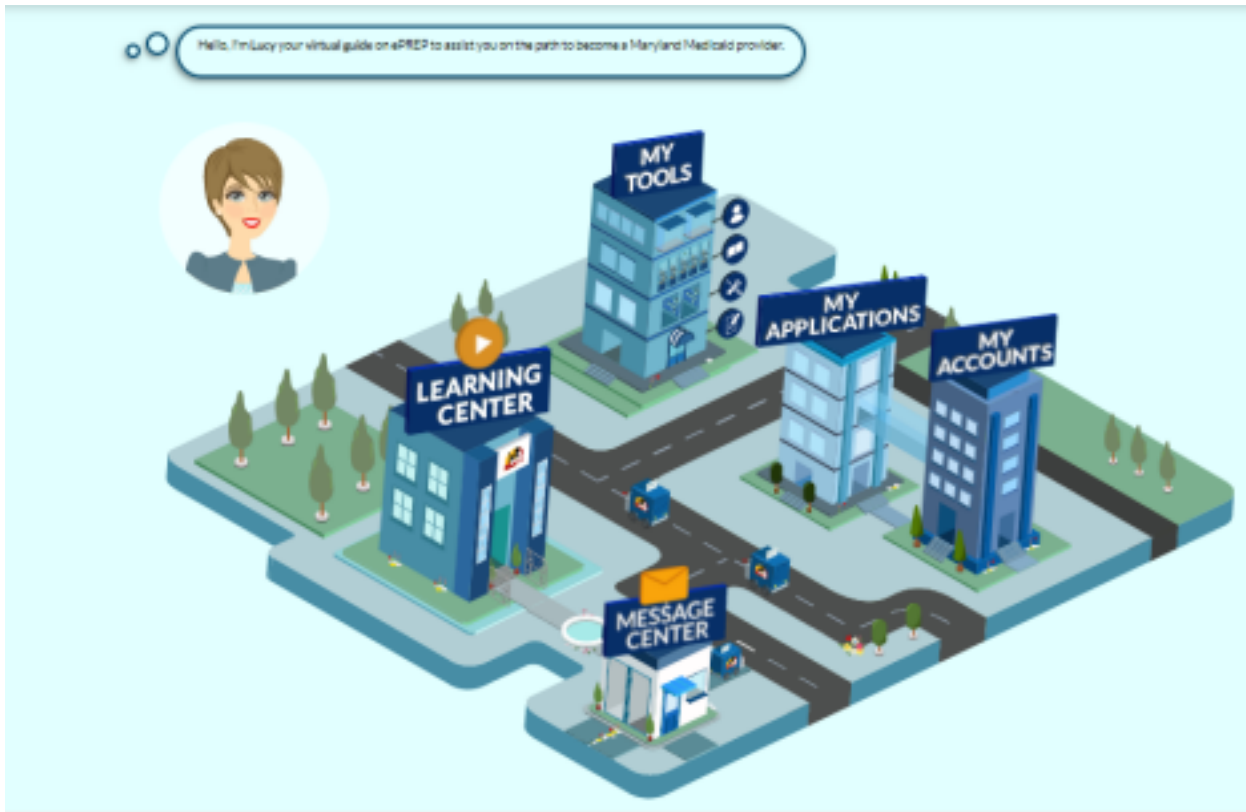 Hello, I'm Lucy your virtual guide on ePREP to assist you on the path to become a Maryland Medicaid provider.
MY
TOOLS
MY
APPLICATIONS
MY
ACCOUNTS
LEARNING
CENTER
MESSAGE
CENTER